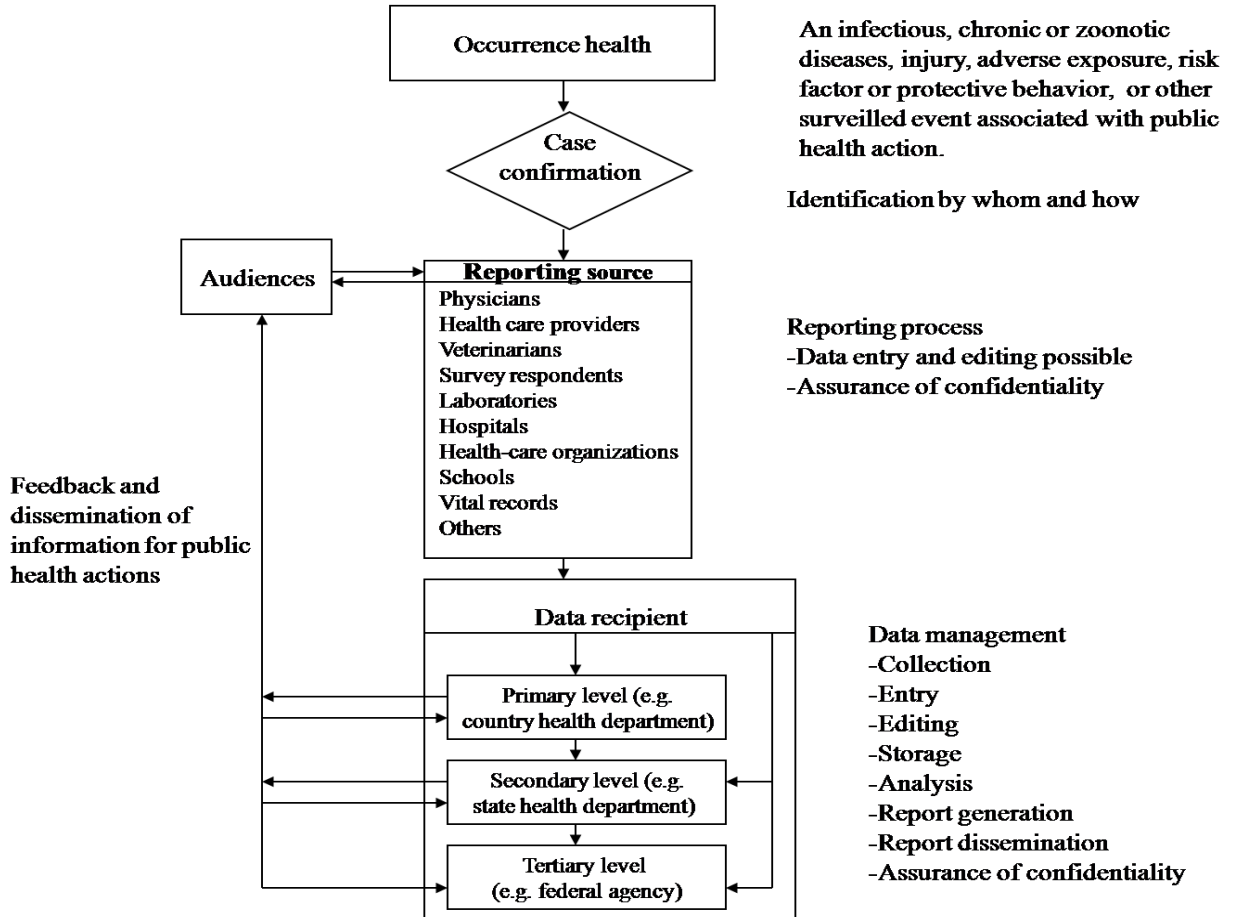 Occurrence health
An infectious, chronic or zoonotic
diseases, injury, adverse exposure, risk
factor or protective behavior, or other
surveilled event associated with public
health action.
Case
confirmation
Identification by whom and how
Audiences
Reporting source
Physicians
Health care providers
Veterinarians
Survey respondents
Laboratories
Hospitals
Health-care organizations
Schools
Vital records
Others
Reporting process
-Data entry and editing possible
-Assurance of confidentiality
Feedback and
dissemination of
information for public
health actions
Data recipient
Primary level (e.g.
country health department)
Secondary level (e.g.
state health department)
Tertiary level
(e.g. federal agency)
Data management
-Collection
-Entry
-Editing
-Storage
-Analysis
-Report generation
-Report dissemination
-Assurance of confidentiality